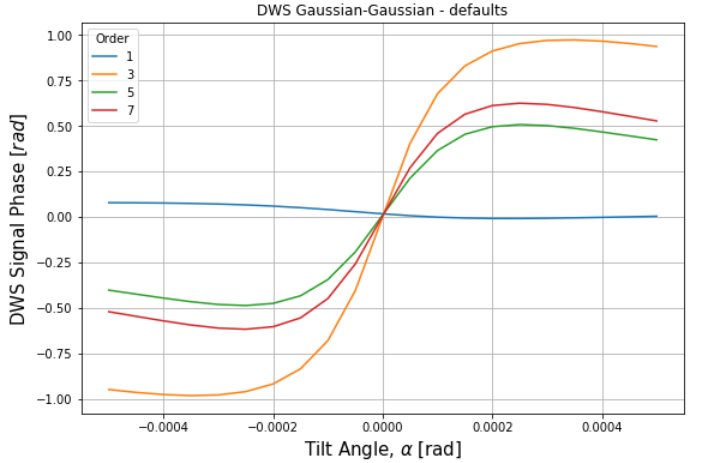 DWS Gaussian-Gaussian - defaults
Order
1
3
5
7
DWS Signal Phase [rad]
1.00
0.75
0.50
0.25
0.00
−0.25
−0.50
−0.75
−1.00
−0.0004 −0.0002 0.0000 0.0002 0.0004
Tilt Angle, α [rad]